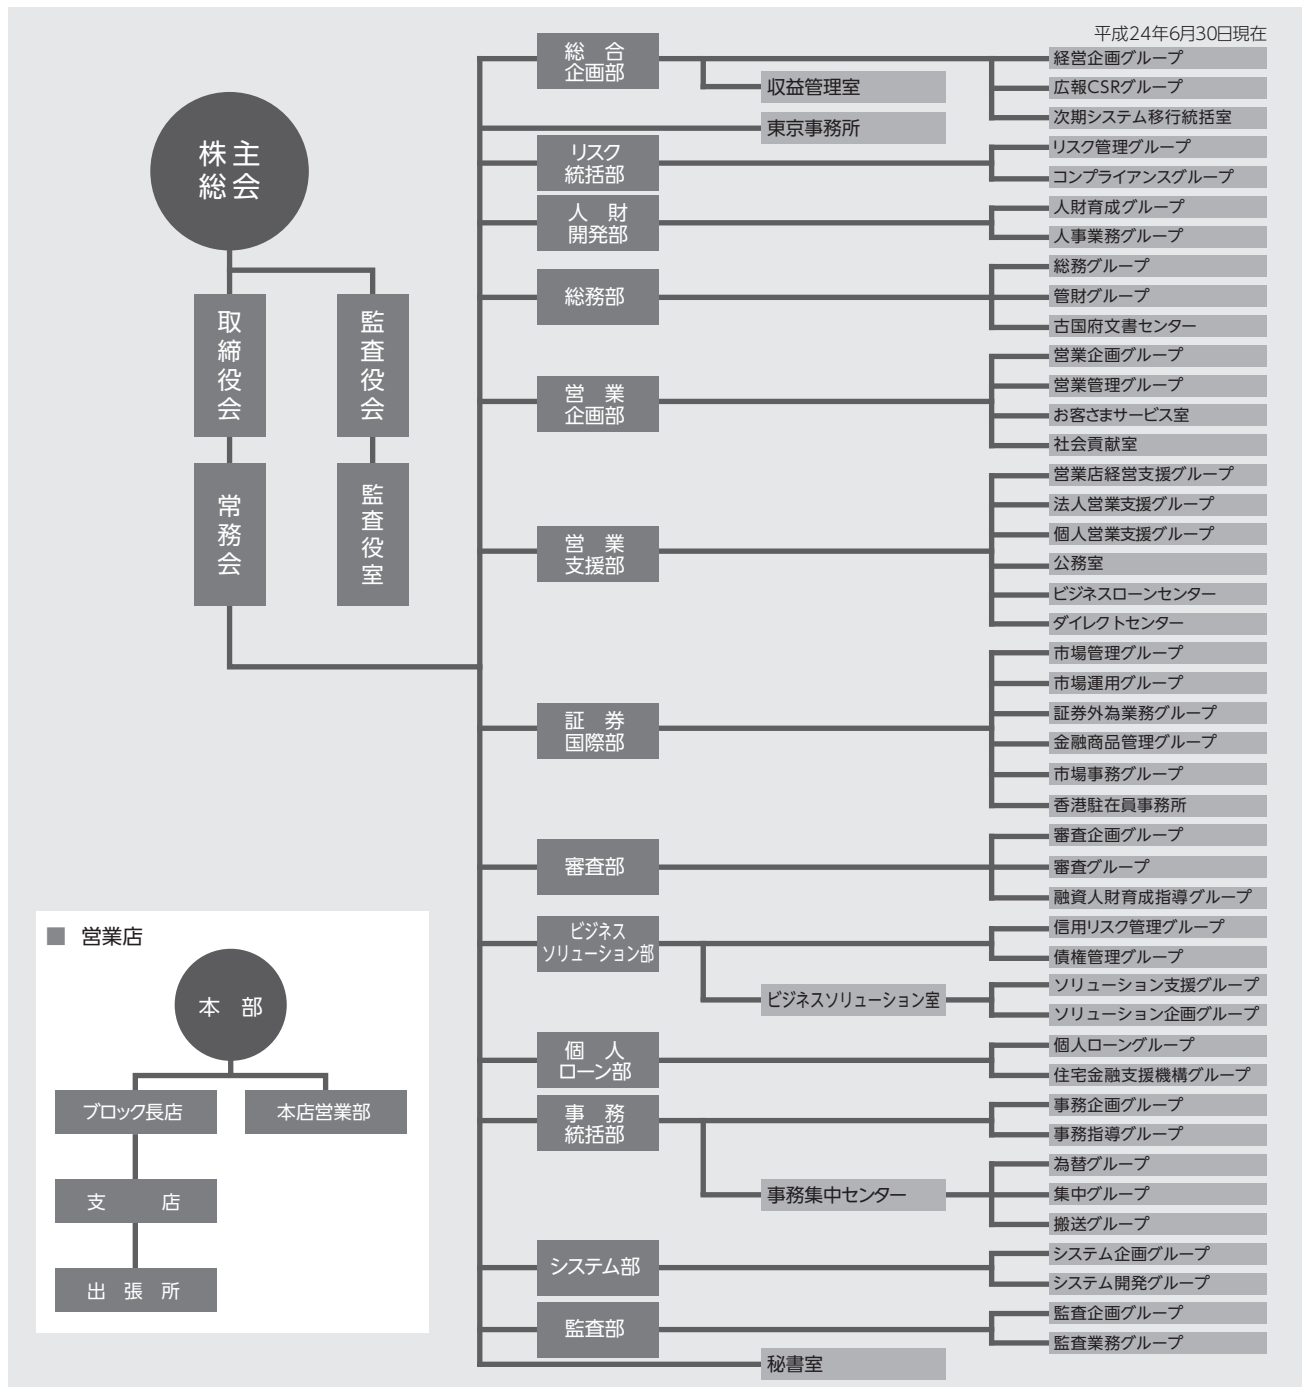 平成24年6月30日現在
株主
総会
取締役会
監査役会
常務会
監査役室
総合
企画部
収益管理室
経営企画グループ
広報CSRグループ
次期システム移行統括室
東京事務所
リスク
統括部
リスク管理グループ
コンプライアンスグループ
人財
開発部
人財育成グループ
人事業務グループ
総務部
総務グループ
管財グループ
古国府文書センター
営業
企画部
営業企画グループ
営業管理グループ
お客さまサービス室
社会貢献室
営業
支援部
営業店経営支援グループ
法人営業支援グループ
個人営業支援グループ
公務室
ビジネスローンセンター
ダイレクトセンター
証券
国際部
市場管理グループ
市場運用グループ
証券外為業務グループ
金融商品管理グループ
市場事務グループ
香港駐在員事務所
審査部
審査企画グループ
審査グループ
融資人財育成指導グループ
ビジネス
ソリューション部
信用リスク管理グループ
債権管理グループ
ビジネスソリューション室
ソリューション支援グループ
ソリューション企画グループ
個人
ローン部
個人ローングループ
住宅金融支援機構グループ
事務
統括部
事務企画グループ
事務指導グループ
事務集中センター
為替グループ
集中グループ
搬送グループ
システム部
システム企画グループ
システム開発グループ
監査部
監査企画グループ
監査業務グループ
秘書室
■ 営業店
本部
ブロック長店
本店営業部
支店
出張所